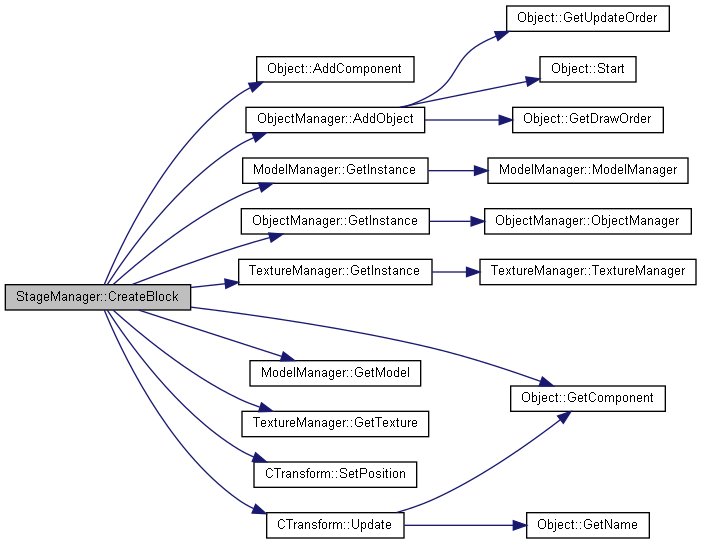 Object::GetUpdateOrder
Object::AddComponent
Object::Start
ObjectManager::AddObject
Object::GetDrawOrder
ModelManager::GetInstance
ModelManager::ModelManager
ObjectManager::GetInstance
ObjectManager::ObjectManager
TextureManager::GetInstance
TextureManager::TextureManager
StageManager::CreateBlock
ModelManager::GetModel
Object::GetComponent
TextureManager::GetTexture
CTransform::SetPosition
CTransform::Update
Object::GetName